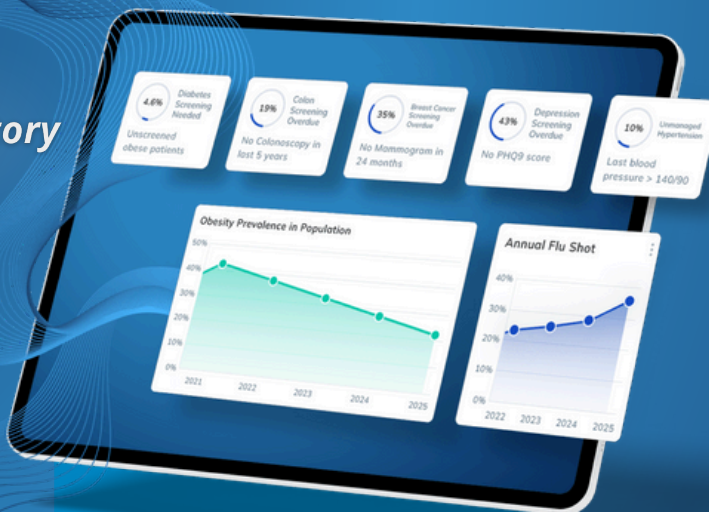 tory
4.6%
Diabetes
Screening
Needed
Unscreened
obese patients
19%
Colon
Screening
Overdue
No Colonoscopy in
last 5 years
35%
Breast Cancer
Screening
Overdue
No Mommogram in
24 months
43%
Depression
Screening
Overdue
No PHQ9 score
10%
Unmanaged
Hypertension
Last blood
pressure > 140/90
Obesity Prevalence in Population
50%
40%
30%
20%
10%
0%
2021
2022
2023
2024
2025
Annual Flu Shot
40%
30%
20%
10%
0%
2022
2023
2024
2025